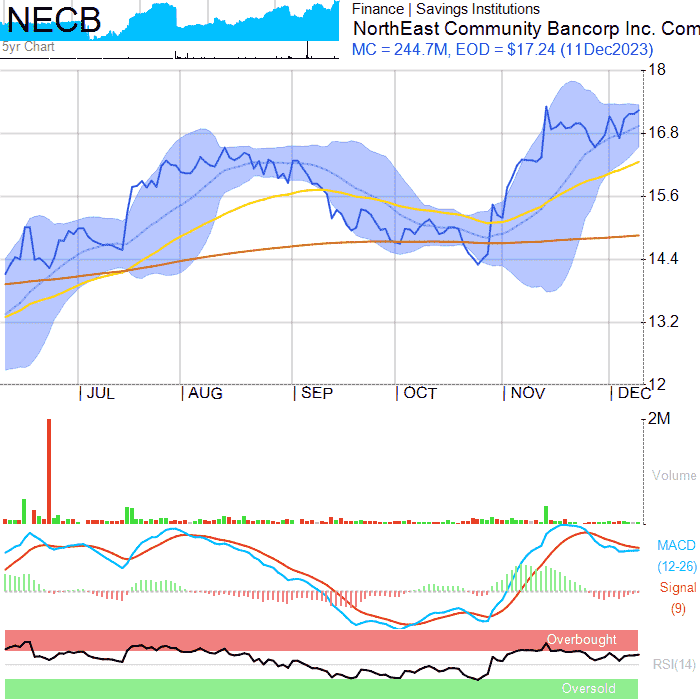 NECB
5yr Chart
Finance | Savings Institutions
NorthEast Community Bancorp Inc. Com
MC = 244.7M, EOD = $17.24 (11Dec2023)
18
16.8
15.6
14.4
13.2
12
JUL AUG SEP OCT NOV DEC
2M
Volume
MACD
(12-26)
Signal
(9)
Overbought
RSI(14)
Oversold